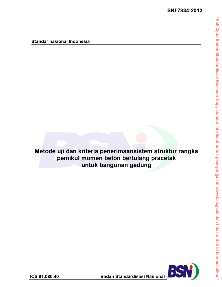 SNI 7834:2012
Standar Nasional Indonesia
Metode uji dan kriteria penerimaan sistem struktur rangka
pemikul momen beton bertulang pracetak
untuk bangunan gedung
ICS 91.080.40
Badan Standardisasi Nasional
BSN